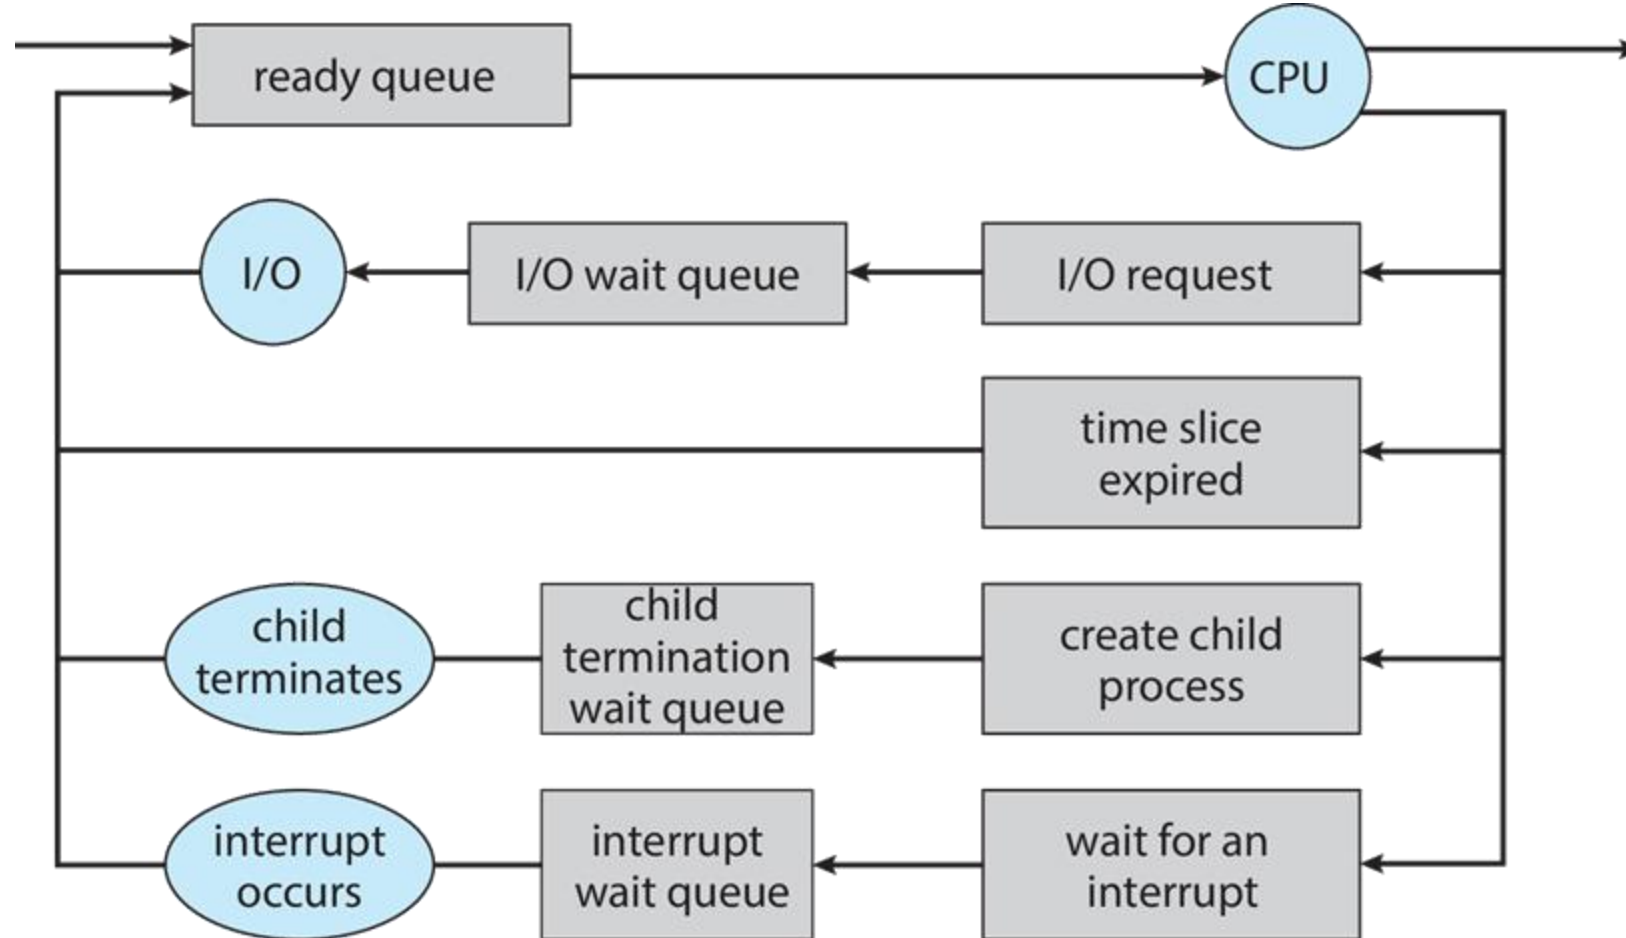 ready queue
CPU
I/O
I/O wait queue
I/O request
time slice
expired
child
terminates
child
termination
wait queue
create child
process
interrupt
occurs
interrupt
wait queue
wait for an
interrupt